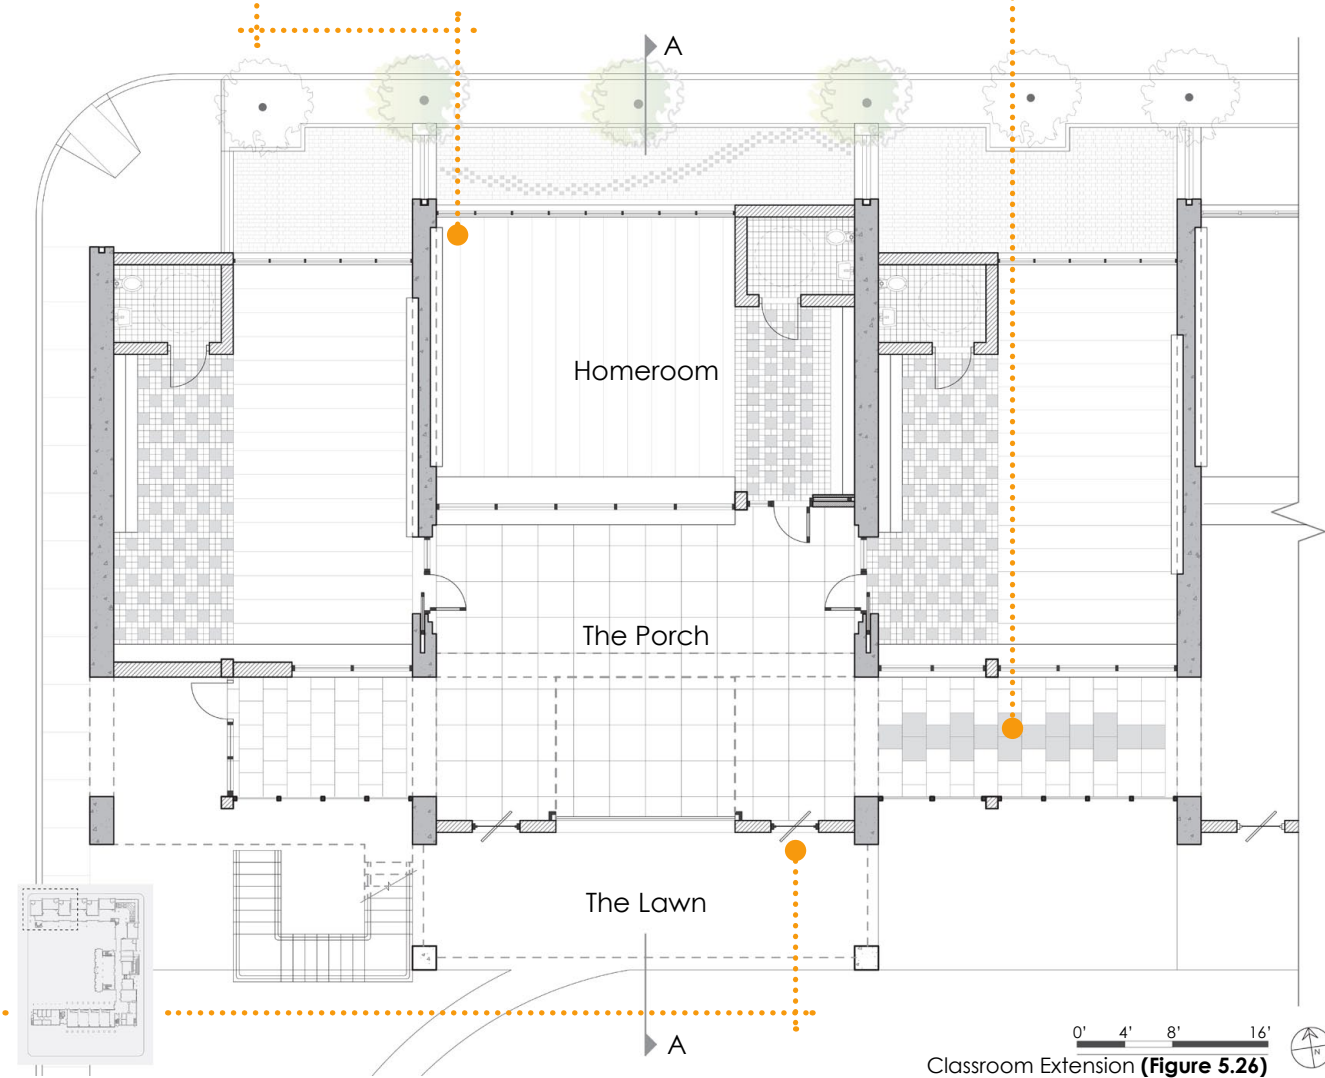 A
Homeroom
The Porch
The Lawn
A
0' 4' 8' 16'
N
Classroom Extension (Figure 5.26)